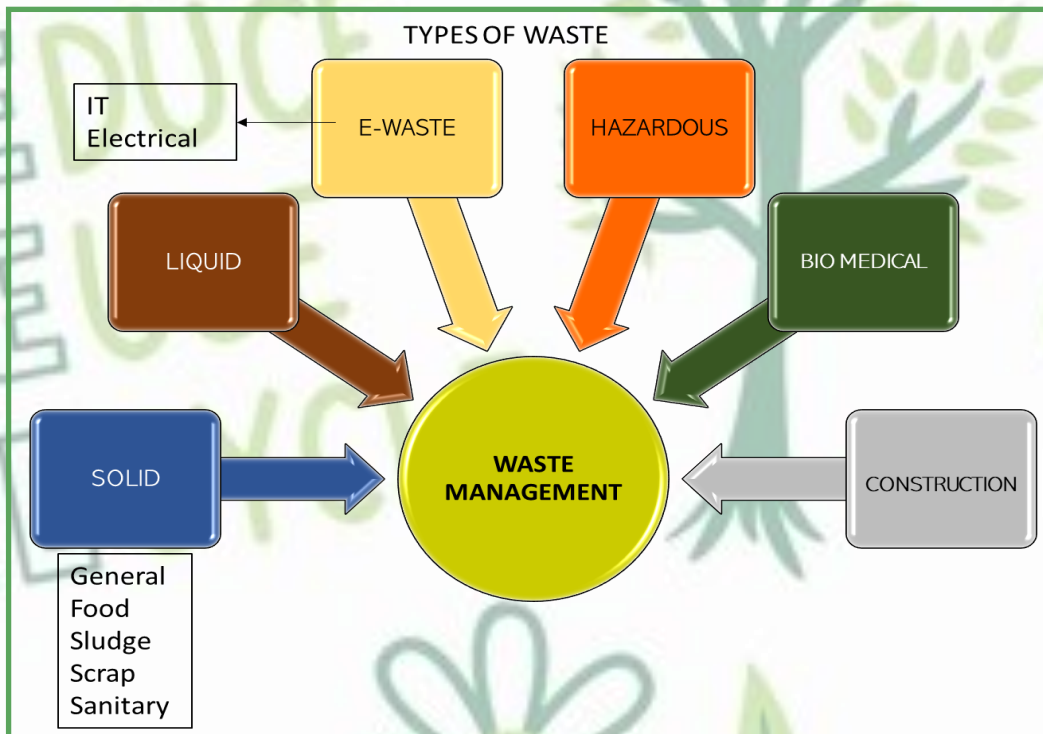 TYPES OF WASTE
IT
Electrical
E-WASTE
HAZARDOUS
LIQUID
BIO MEDICAL
SOLID
WASTE
MANAGEMENT
CONSTRUCTION
General
Food
Sludge
Scrap
Sanitary
DUCE